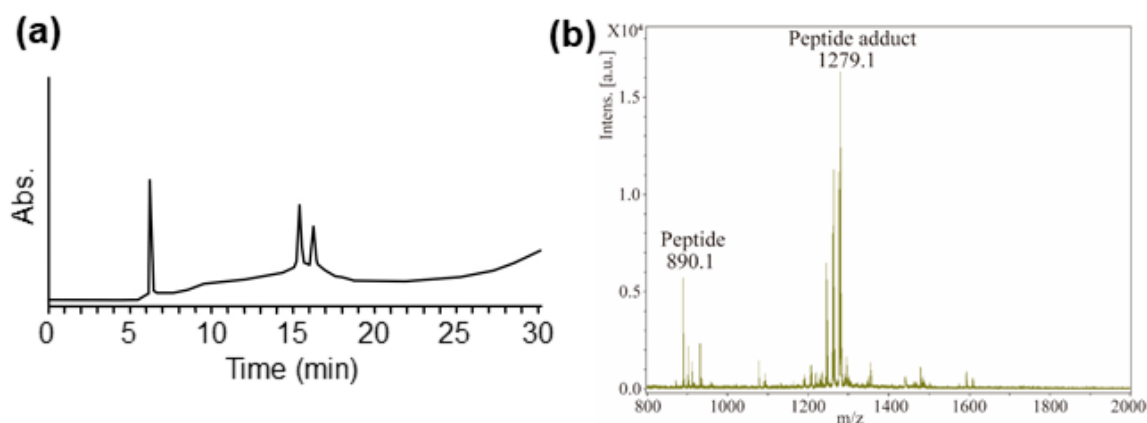 (a)
Abs.
0 5 10 15 20 25 30
Time (min)
(b)
X10⁴
Intens. [a.u.]
1.5
1.0
0.5
0.0
Peptide adduct
1279.1
Peptide
890.1
800 1000 1200 1400 1600 1800 2000
m/z